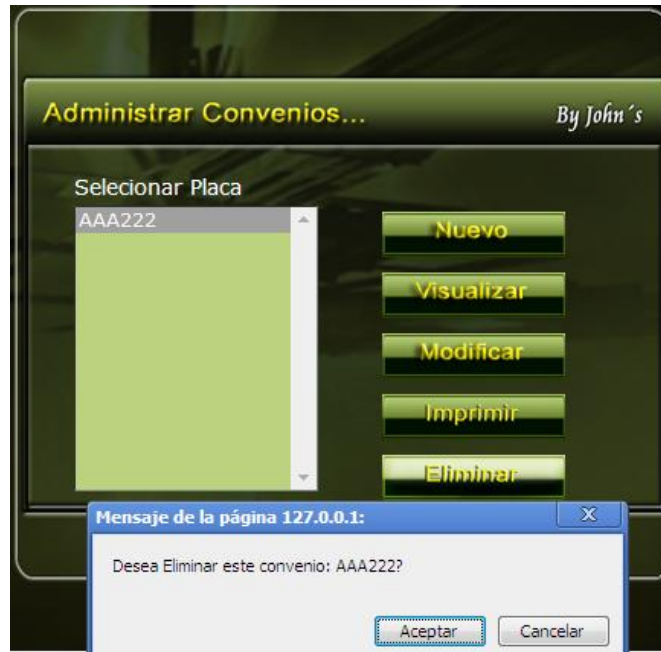 Administrar Convenios...
By John´s
Selecionar Placa
AAA222
Nuevo
Visualizar
Modificar
Imprimir
Eliminar
Mensaje de la página 127.0.0.1:
X
Desea Eliminar este convenio: AAA222?
Aceptar
Cancelar